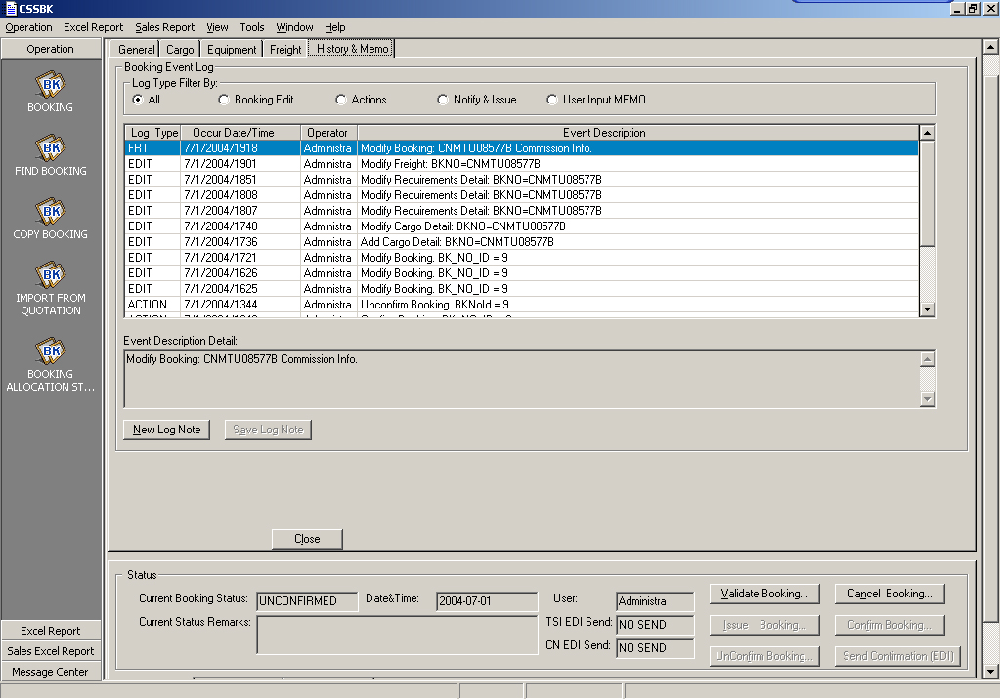 CSSBK
Operation Excel Report Sales Report View Tools Window Help
Operation
BK
BOOKING
BK
FIND BOOKING
BK
COPY BOOKING
BK
IMPORT FROM
QUOTATION
BK
BOOKING
ALLOCATION ST...
Excel Report
Sales Excel Report
Message Center
General Cargo Equipment Freight History & Memo
Booking Event Log
Log Type Filter By:
All Booking Edit Actions Notify & Issue User Input MEMO
Log Type Occur Date/Time Operator Event Description
FRT 7/1/2004/1918 Administra Modify Booking: CNMTU08577B Commission Info.
EDIT 7/1/2004/1901 Administra Modify Freight: BKNO=CNMTU08577B
EDIT 7/1/2004/1851 Administra Modify Requirements Detail: BKNO=CNMTU08577B
EDIT 7/1/2004/1808 Administra Modify Requirements Detail: BKNO=CNMTU08577B
EDIT 7/1/2004/1807 Administra Modify Requirements Detail: BKNO=CNMTU08577B
EDIT 7/1/2004/1740 Administra Modify Cargo Detail: BKNO=CNMTU08577B
EDIT 7/1/2004/1736 Administra Add Cargo Detail: BKNO=CNMTU08577B
EDIT 7/1/2004/1721 Administra Modify Booking. BK_NO_ID = 9
EDIT 7/1/2004/1626 Administra Modify Booking. BK_NO_ID = 9
EDIT 7/1/2004/1625 Administra Modify Booking. BK_NO_ID = 9
ACTION 7/1/2004/1344 Administra Unconfirm Booking. BKNoId = 9
Event Description Detail:
Modify Booking: CNMTU08577B Commission Info.
New Log Note Save Log Note
Close
Status
Current Booking Status: UNCONFIRMED Date&Time: 2004-07-01 User: Administra Validate Booking... Cancel Booking...
Current Status Remarks: TSI EDI Send: NO SEND Issue Booking... Confirm Booking...
CN EDI Send: NO SEND UnConfirm Booking... Send Confirmation (EDI)